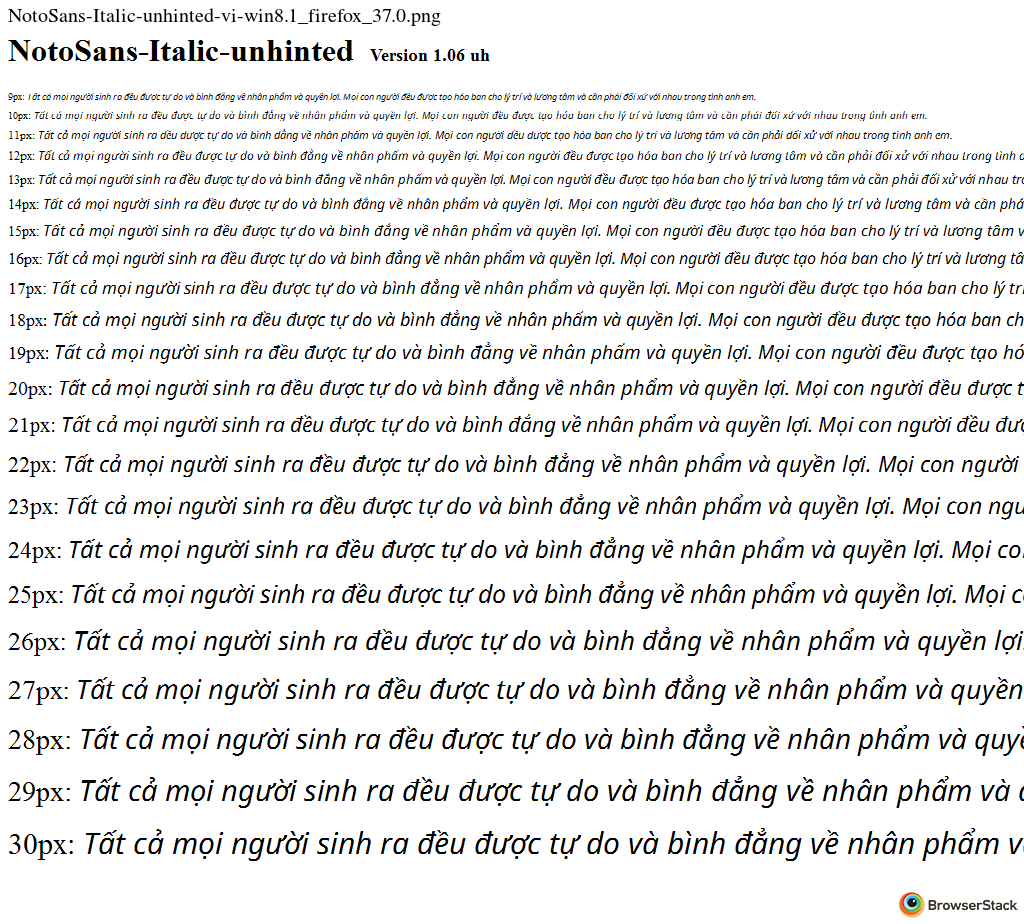 NotoSans-Italic-unhinted-vi-win8.1_firefox_37.0.png
NotoSans-Italic-unhinted Version 1.06 uh
9px: Tất cả mọi người sinh ra đều được tự do và bình đẳng về nhân phẩm và quyền lợi. Mọi con người đều được tạo hóa ban cho lý trí và lương tâm và cần phải đối xử với nhau trong tình anh em.
10px: Tất cả mọi người sinh ra đều được tự do và bình đẳng về nhân phẩm và quyền lợi. Mọi con người đều được tạo hóa ban cho lý trí và lương tâm và cần phải đối xử với nhau trong tình anh em.
11px: Tất cả mọi người sinh ra đều được tự do và bình đẳng về nhân phẩm và quyền lợi. Mọi con người đều được tạo hóa ban cho lý trí và lương tâm và cần phải đối xử với nhau trong tình anh em.
12px: Tất cả mọi người sinh ra đều được tự do và bình đẳng về nhân phẩm và quyền lợi. Mọi con người đều được tạo hóa ban cho lý trí và lương tâm và cần phải đối xử với nhau trong tình
13px: Tất cả mọi người sinh ra đều được tự do và bình đẳng về nhân phẩm và quyền lợi. Mọi con người đều được tạo hóa ban cho lý trí và lương tâm và cần phải đối xử với nhau
14px: Tất cả mọi người sinh ra đều được tự do và bình đẳng về nhân phẩm và quyền lợi. Mọi con người đều được tạo hóa ban cho lý trí và lương tâm và cần
15px: Tất cả mọi người sinh ra đều được tự do và bình đẳng về nhân phẩm và quyền lợi. Mọi con người đều được tạo hóa ban cho lý trí và lương tâm
16px: Tất cả mọi người sinh ra đều được tự do và bình đẳng về nhân phẩm và quyền lợi. Mọi con người đều được tạo hóa ban cho lý trí và lương
17px: Tất cả mọi người sinh ra đều được tự do và bình đẳng về nhân phẩm và quyền lợi. Mọi con người đều được tạo hóa ban cho lý
18px: Tất cả mọi người sinh ra đều được tự do và bình đẳng về nhân phẩm và quyền lợi. Mọi con người đều được tạo hóa ban
19px: Tất cả mọi người sinh ra đều được tự do và bình đẳng về nhân phẩm và quyền lợi. Mọi con người đều được tạo
20px: Tất cả mọi người sinh ra đều được tự do và bình đẳng về nhân phẩm và quyền lợi. Mọi con người đều được
21px: Tất cả mọi người sinh ra đều được tự do và bình đẳng về nhân phẩm và quyền lợi. Mọi con người đều
22px: Tất cả mọi người sinh ra đều được tự do và bình đẳng về nhân phẩm và quyền lợi. Mọi con người
23px: Tất cả mọi người sinh ra đều được tự do và bình đẳng về nhân phẩm và quyền lợi. Mọi con
24px: Tất cả mọi người sinh ra đều được tự do và bình đẳng về nhân phẩm và quyền lợi. Mọi
25px: Tất cả mọi người sinh ra đều được tự do và bình đẳng về nhân phẩm và quyền lợi. Mọi
26px: Tất cả mọi người sinh ra đều được tự do và bình đẳng về nhân phẩm và quyền lợi.
27px: Tất cả mọi người sinh ra đều được tự do và bình đẳng về nhân phẩm và quyền
28px: Tất cả mọi người sinh ra đều được tự do và bình đẳng về nhân phẩm và
29px: Tất cả mọi người sinh ra đều được tự do và bình đẳng về nhân phẩm và
30px: Tất cả mọi người sinh ra đều được tự do và bình đẳng về nhân phẩm
BrowserStack